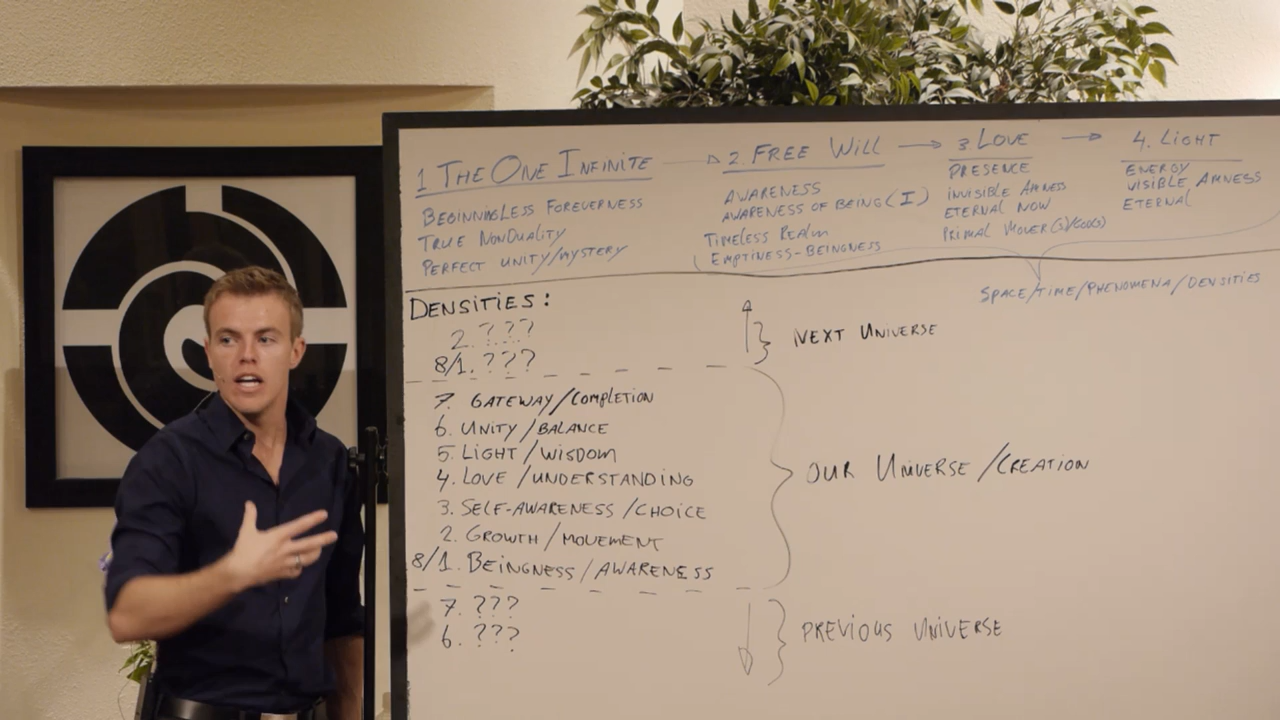 1 THE ONE INFINITE → 2. FREE WILL → 3 LOVE → 4. LIGHT
BEGINNINGLESS FOREVERNESS
TRUE NONDUALITY
PERFECT UNITY/MYSTERY
AWARENESS
AWARENESS OF BEING (I)
TIMELESS REALM
EMPTINESS-BEINGNESS
PRESENCE
INVISIBLE AMNESS
ETERNAL NOW
PRIMAL MOVER(S)/GOD(S)
ENERGY
VISIBLE AMNESS
ETERNAL
SPACE/TIME/PHENOMENA/DENSITIES
DENSITIES:
2. ???
8/1. ???
NEXT UNIVERSE
7. GATEWAY/COMPLETION
6. UNITY/BALANCE
5. LIGHT/WISDOM
4. LOVE/UNDERSTANDING
3. SELF-AWARENESS/CHOICE
2. GROWTH/MOVEMENT
8/1. BEINGNESS/AWARENESS
OUR UNIVERSE/CREATION
7. ???
6. ???
PREVIOUS UNIVERSE